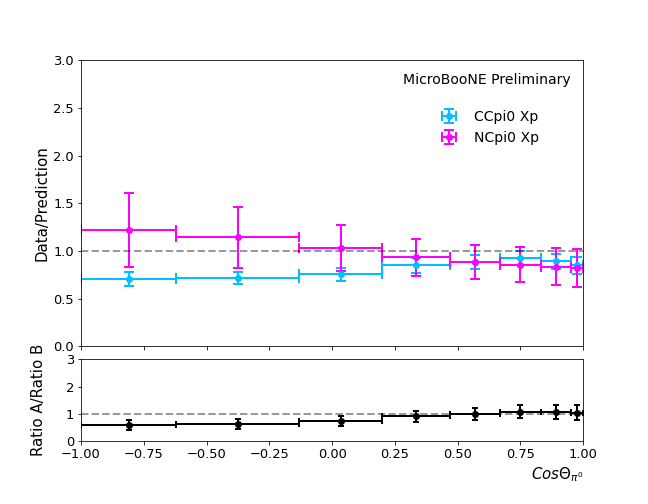 MicroBooNE Preliminary
CCpi0 Xp
NCpi0 Xp
Data/Prediction
3.0
2.5
2.0
1.5
1.0
0.5
0.0
Ratio A/Ratio B
3
2
1
0
−1.00 −0.75 −0.50 −0.25 0.00 0.25 0.50 0.75 1.00
CosΘπ⁰